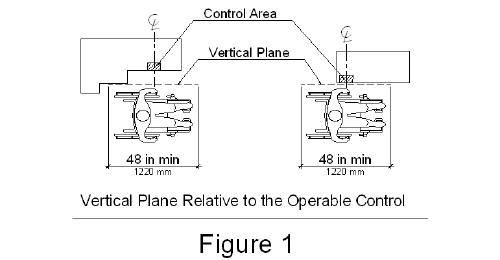 ℄ Control Area ℄
Vertical Plane
48 in min 48 in min
1220 mm 1220 mm
Vertical Plane Relative to the Operable Control
Figure 1